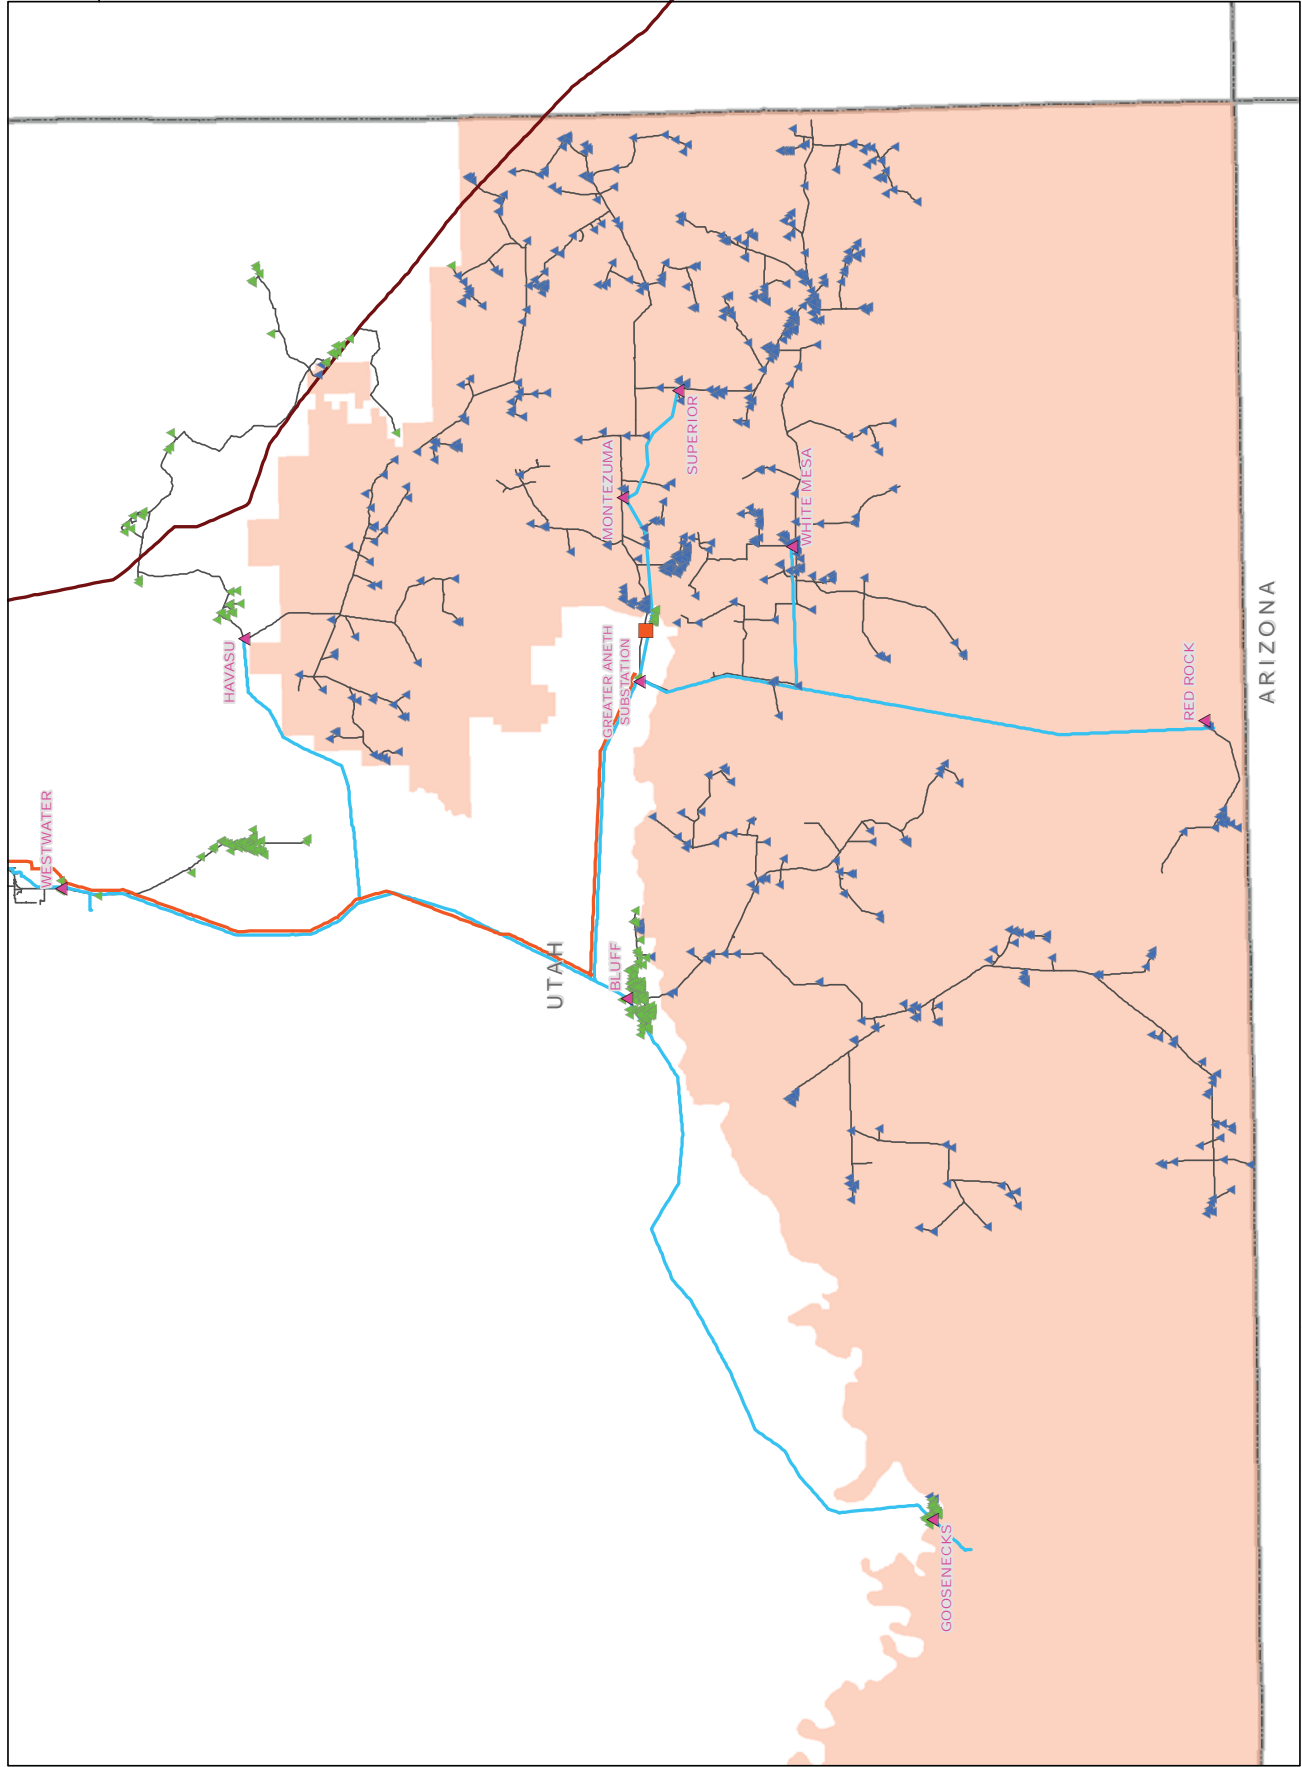 WESTWATER
HAVASU
SUPERIOR
MONTEZUMA
WHITE MESA
GREATER ANETH
SUBSTATION
RED ROCK
ARIZONA
UTAH
BLUFF
GOOSENECKS